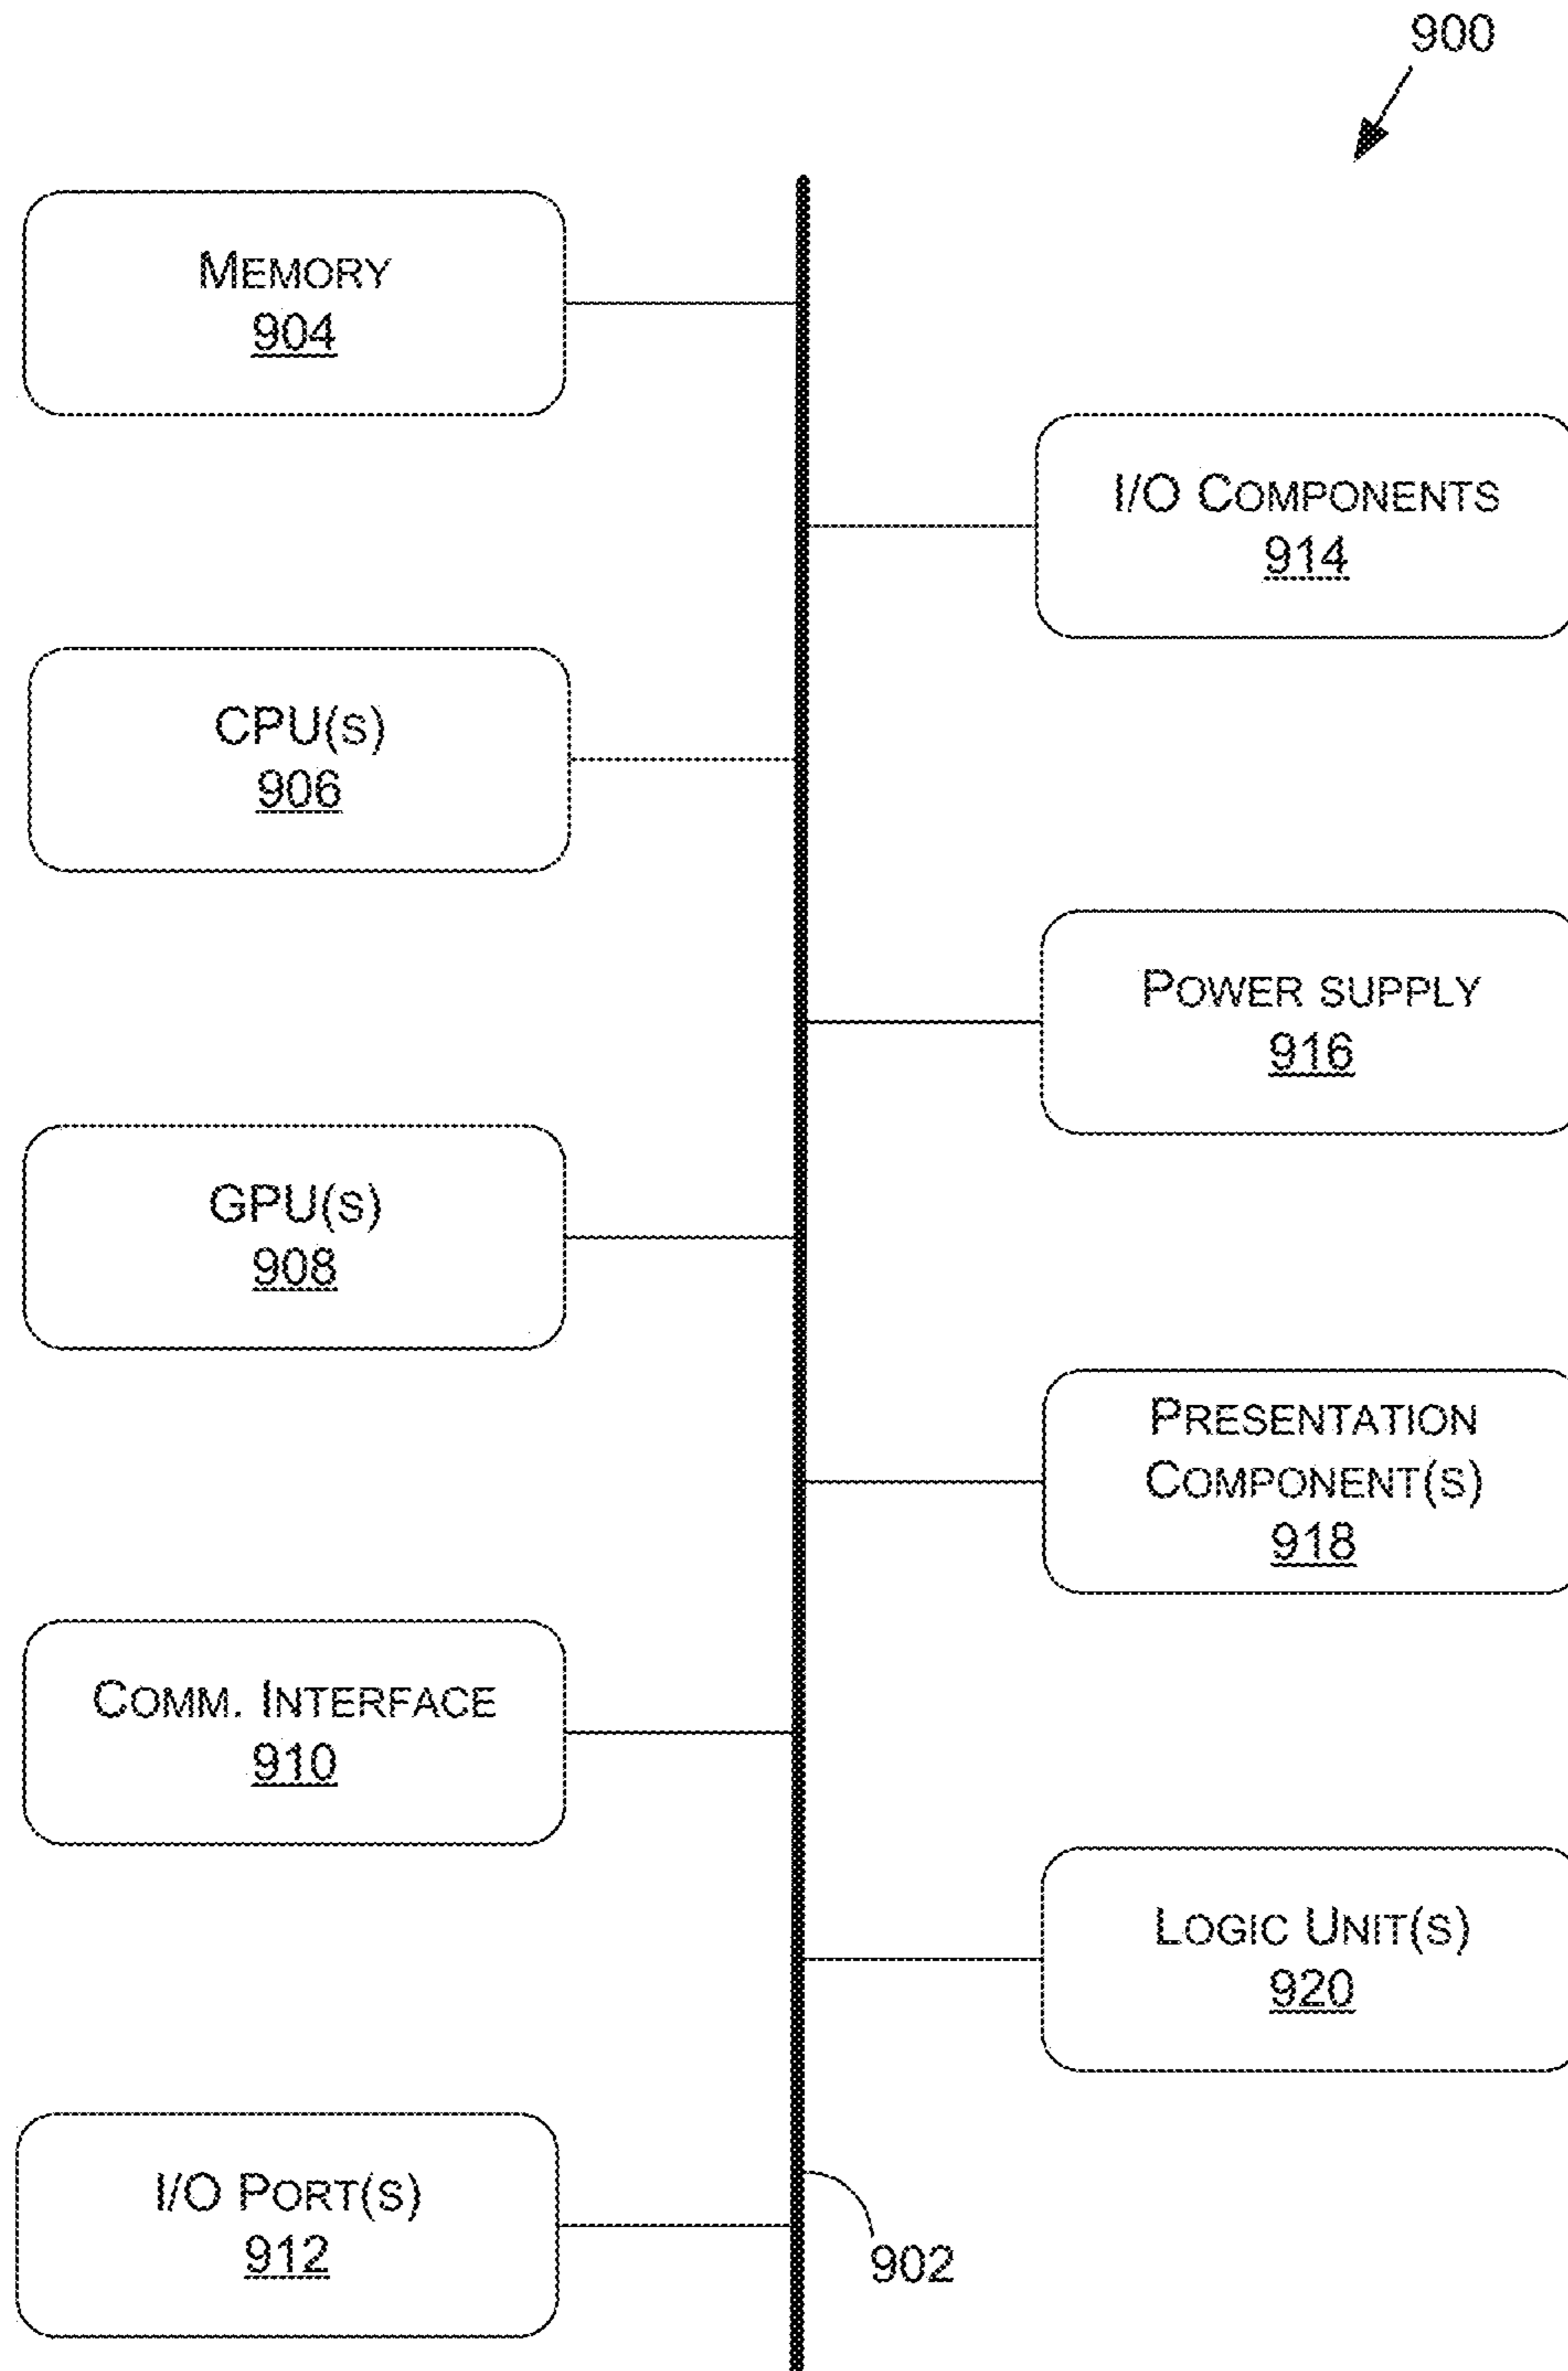 900
MEMORY
904
I/O COMPONENTS
914
CPU(S)
906
POWER SUPPLY
916
GPU(S)
908
PRESENTATION
COMPONENT(S)
918
COMM. INTERFACE
910
LOGIC UNIT(S)
920
I/O PORT(S)
912
902